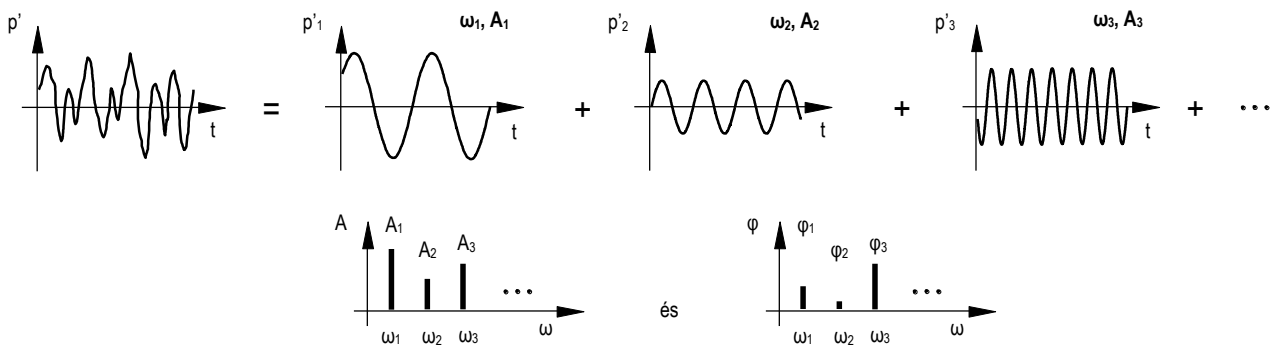 p’ p’₁ ω₁, A₁ p’₂ ω₂, A₂ p’₃ ω₃, A₃
t = t + t + t + ...
A A₁ A₂ A₃ ... φ φ₁ φ₂ φ₃ ...
és
ω₁ ω₂ ω₃ ω ω₁ ω₂ ω₃ ω